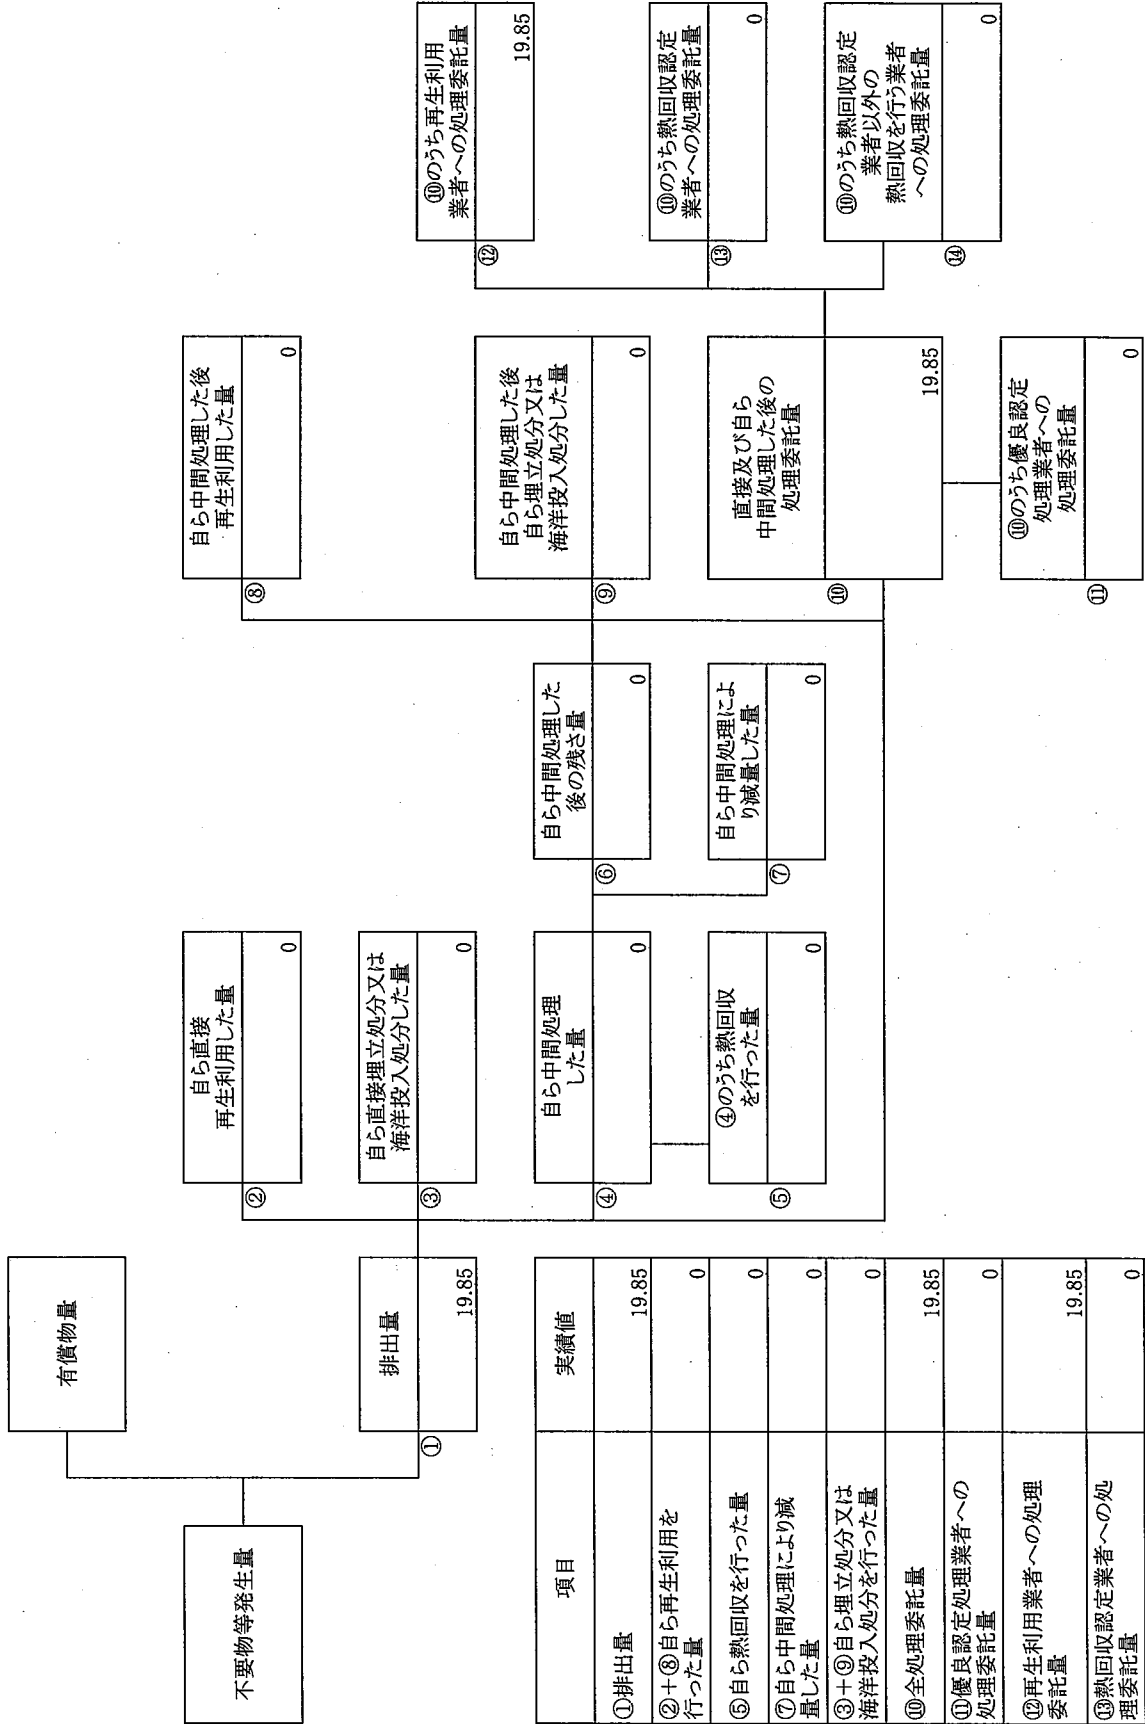 不要物等発生量
有償物量
排出量
①
19.85
自ら直接
再生利用した量
②
0
自ら直接埋立処分又は
海洋投入処分した量
③
0
自ら中間処理
した量
④
0
④のうち熱回収
を行った量
⑤
0
自ら中間処理した
後の残さ量
⑥
0
自ら中間処理によ
り減量した量
⑦
0
自ら中間処理した後
再生利用した量
⑧
0
自ら中間処理した後
自ら埋立処分又は
海洋投入処分した量
⑨
0
直接及び自ら
中間処理した後の
処理委託量
⑩
19.85
⑩のうち優良認定
処理業者への
処理委託量
⑪
0
⑩のうち再生利用
業者への処理委託量
⑫
19.85
⑩のうち熱回収認定
業者への処理委託量
⑬
0
⑩のうち熱回収認定
業者以外の
熱回収を行う業者
への処理委託量
⑭
0
項目 実績値
①排出量 19.85
②+⑧自ら再生利用を
行った量 0
⑤自ら熱回収を行った量 0
⑦自ら中間処理により減
量した量 0
③+⑨自ら埋立処分又は
海洋投入処分を行った量 0
⑩全処理委託量 19.85
⑪優良認定処理業者への
処理委託量 0
⑫再生利用業者への処理
委託量 19.85
⑬熱回収認定業者への処
理委託量 0